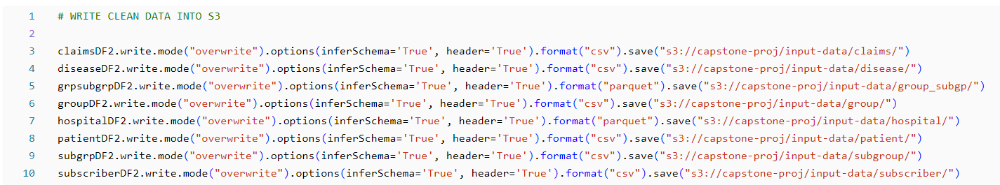 1 # WRITE CLEAN DATA INTO S3
2
3 claimsDF2.write.mode("overwrite").options(inferSchema='True', header='True').format("csv").save("s3://capstone-proj/input-data/claims/")
4 diseaseDF2.write.mode("overwrite").options(inferSchema='True', header='True').format("csv").save("s3://capstone-proj/input-data/disease/")
5 grpsubgrpDF2.write.mode("overwrite").options(inferSchema='True', header='True').format("parquet").save("s3://capstone-proj/input-data/group_subgp/")
6 groupDF2.write.mode("overwrite").options(inferSchema='True', header='True').format("csv").save("s3://capstone-proj/input-data/group/")
7 hospitalDF2.write.mode("overwrite").options(inferSchema='True', header='True').format("parquet").save("s3://capstone-proj/input-data/hospital/")
8 patientDF2.write.mode("overwrite").options(inferSchema='True', header='True').format("csv").save("s3://capstone-proj/input-data/patient/")
9 subgrpDF2.write.mode("overwrite").options(inferSchema='True', header='True').format("csv").save("s3://capstone-proj/input-data/subgroup/")
10 subscriberDF2.write.mode("overwrite").options(inferSchema='True', header='True').format("csv").save("s3://capstone-proj/input-data/subscriber/")